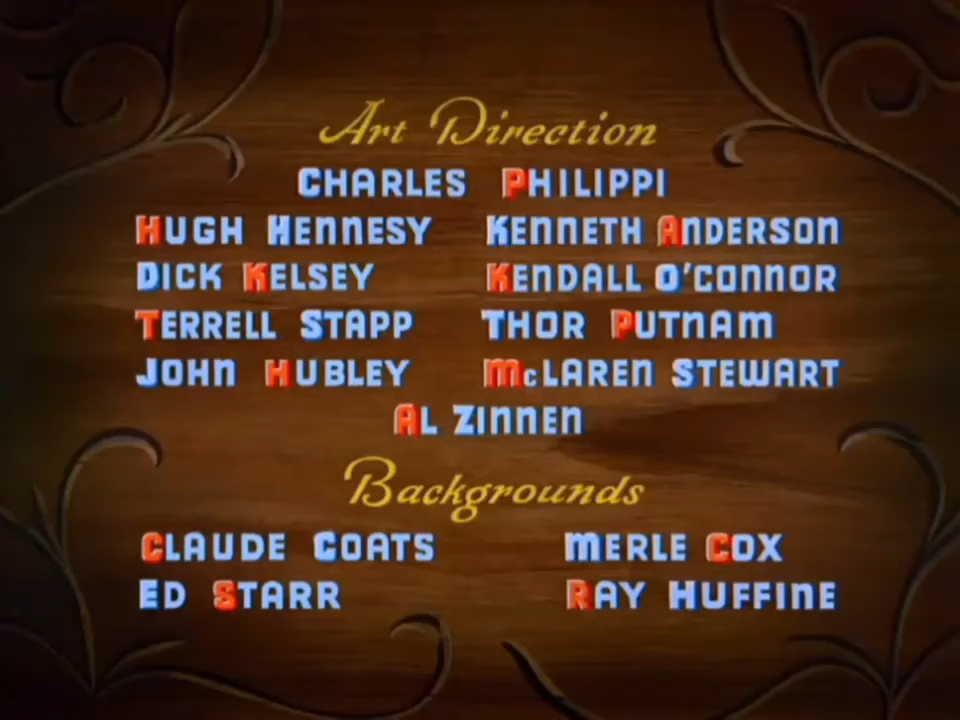 Art Direction
CHARLES PHILIPPI
HUGH HENNESY KENNETH ANDERSON
DICK KELSEY KENDALL O'CONNOR
TERRELL STAPP THOR PUTNAM
JOHN HUBLEY McLAREN STEWART
AL ZINNEN
Backgrounds
CLAUDE COATS MERLE COX
ED STARR RAY HUFFINE